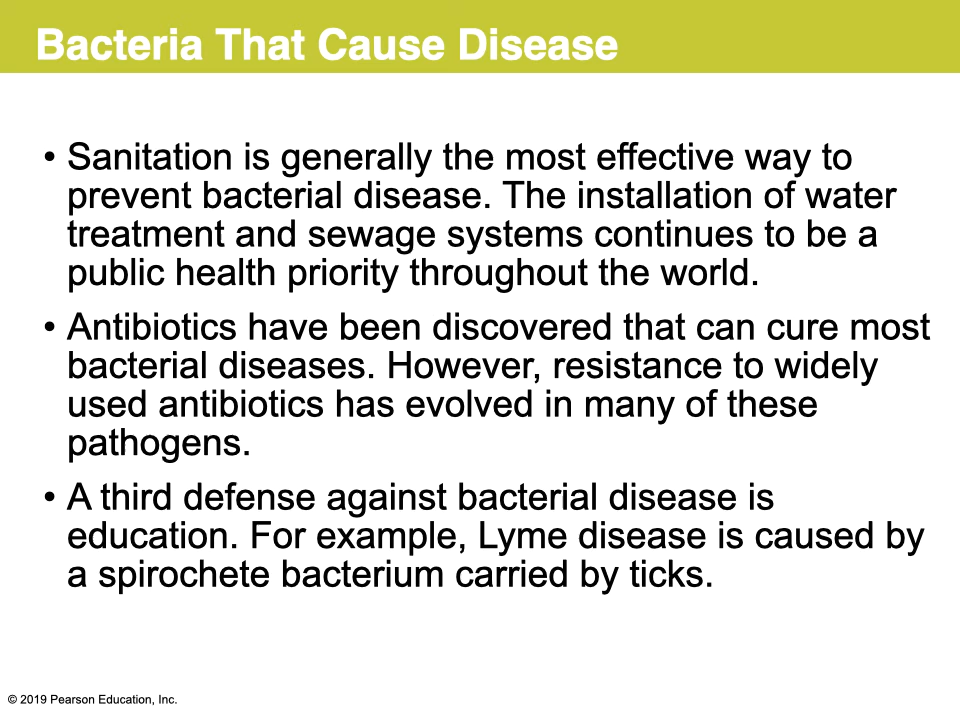 Bacteria That Cause Disease
• Sanitation is generally the most effective way to
prevent bacterial disease. The installation of water
treatment and sewage systems continues to be a
public health priority throughout the world.
• Antibiotics have been discovered that can cure most
bacterial diseases. However, resistance to widely
used antibiotics has evolved in many of these
pathogens.
• A third defense against bacterial disease is
education. For example, Lyme disease is caused by
a spirochete bacterium carried by ticks.
© 2019 Pearson Education, Inc.